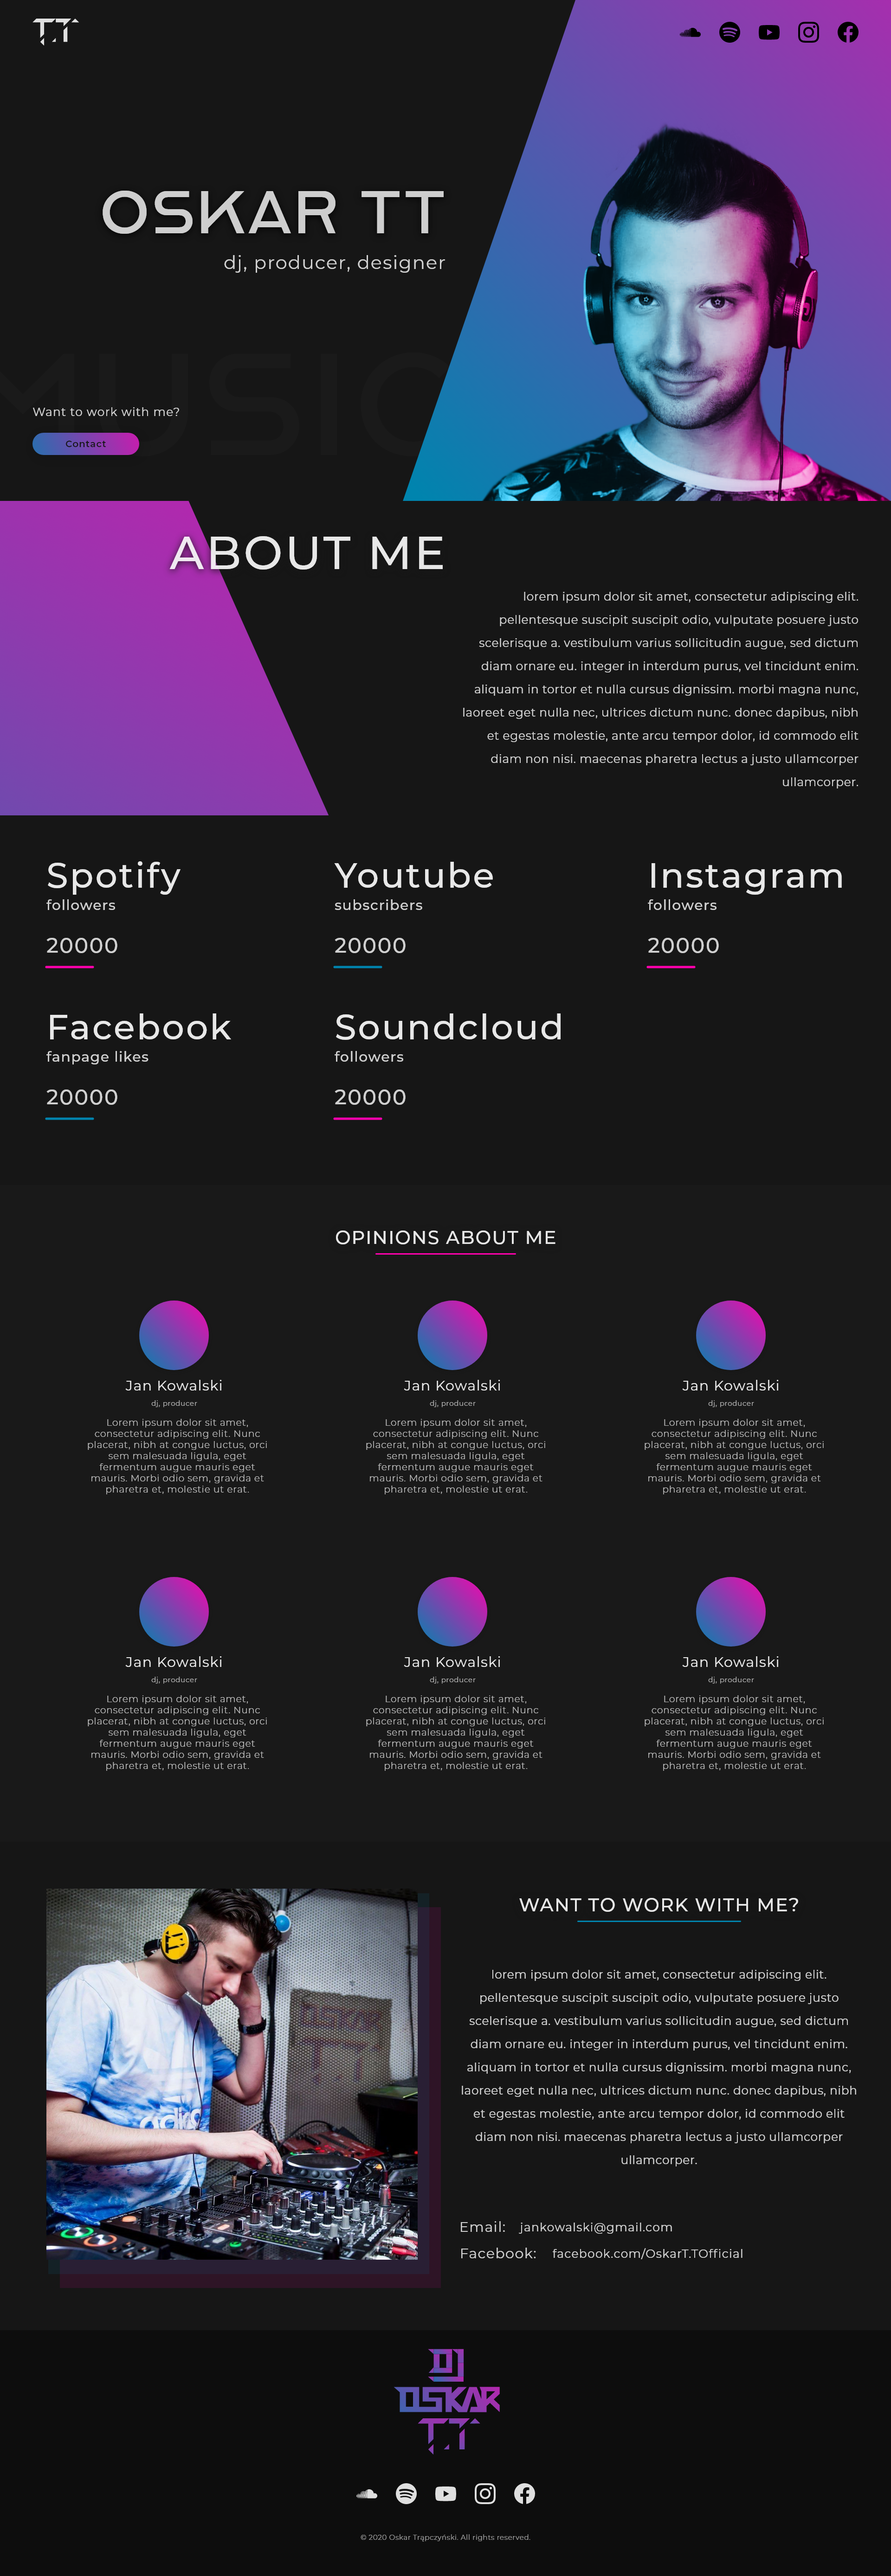 TT
OSKAR TT
dj, producer, designer
MUSIC
Want to work with me?
Contact
ABOUT ME
lorem ipsum dolor sit amet, consectetur adipiscing elit.
pellentesque suscipit suscipit odio, vulputate posuere justo
scelerisque a. vestibulum varius sollicitudin augue, sed dictum
diam ornare eu. integer in interdum purus, vel tincidunt enim.
aliquam in tortor et nulla cursus dignissim. morbi magna nunc,
laoreet eget nulla nec, ultrices dictum nunc. donec dapibus, nibh
et egestas molestie, ante arcu tempor dolor, id commodo elit
diam non nisi. maecenas pharetra lectus a justo ullamcorper
ullamcorper.
Spotify
followers
20000
Youtube
subscribers
20000
Instagram
followers
20000
Facebook
fanpage likes
20000
Soundcloud
followers
20000
OPINIONS ABOUT ME
Jan Kowalski
dj, producer
Lorem ipsum dolor sit amet,
consectetur adipiscing elit. Nunc
placerat, nibh at congue luctus, orci
sem malesuada ligula, eget
fermentum augue mauris eget
mauris. Morbi odio sem, gravida et
pharetra et, molestie ut erat.
Jan Kowalski
dj, producer
Lorem ipsum dolor sit amet,
consectetur adipiscing elit. Nunc
placerat, nibh at congue luctus, orci
sem malesuada ligula, eget
fermentum augue mauris eget
mauris. Morbi odio sem, gravida et
pharetra et, molestie ut erat.
Jan Kowalski
dj, producer
Lorem ipsum dolor sit amet,
consectetur adipiscing elit. Nunc
placerat, nibh at congue luctus, orci
sem malesuada ligula, eget
fermentum augue mauris eget
mauris. Morbi odio sem, gravida et
pharetra et, molestie ut erat.
Jan Kowalski
dj, producer
Lorem ipsum dolor sit amet,
consectetur adipiscing elit. Nunc
placerat, nibh at congue luctus, orci
sem malesuada ligula, eget
fermentum augue mauris eget
mauris. Morbi odio sem, gravida et
pharetra et, molestie ut erat.
Jan Kowalski
dj, producer
Lorem ipsum dolor sit amet,
consectetur adipiscing elit. Nunc
placerat, nibh at congue luctus, orci
sem malesuada ligula, eget
fermentum augue mauris eget
mauris. Morbi odio sem, gravida et
pharetra et, molestie ut erat.
Jan Kowalski
dj, producer
Lorem ipsum dolor sit amet,
consectetur adipiscing elit. Nunc
placerat, nibh at congue luctus, orci
sem malesuada ligula, eget
fermentum augue mauris eget
mauris. Morbi odio sem, gravida et
pharetra et, molestie ut erat.
OSKAR
TT
WANT TO WORK WITH ME?
lorem ipsum dolor sit amet, consectetur adipiscing elit.
pellentesque suscipit suscipit odio, vulputate posuere justo
scelerisque a. vestibulum varius sollicitudin augue, sed dictum
diam ornare eu. integer in interdum purus, vel tincidunt enim.
aliquam in tortor et nulla cursus dignissim. morbi magna nunc,
laoreet eget nulla nec, ultrices dictum nunc. donec dapibus, nibh
et egestas molestie, ante arcu tempor dolor, id commodo elit
diam non nisi. maecenas pharetra lectus a justo ullamcorper
ullamcorper.
Email: jankowalski@gmail.com
Facebook: facebook.com/OskarT.TOfficial
DJ
OSKAR
TT
© 2020 Oskar Trąpczyński. All rights reserved.